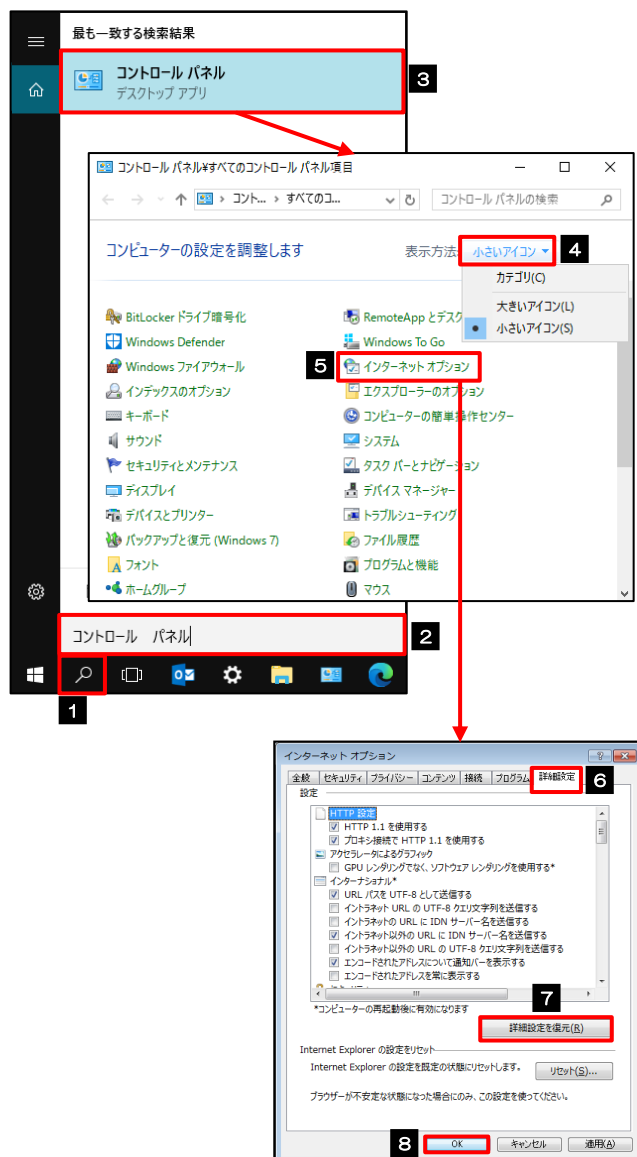 最も一致する検索結果
コントロール パネル
デスクトップ アプリ
3
コントロール パネル¥すべてのコントロール パネル項目
コント... › すべてのコ...
コントロール パネルの検索
コンピューターの設定を調整します
表示方法:
小さいアイコン
4
カテゴリ(C)
大きいアイコン(L)
小さいアイコン(S)
BitLocker ドライブ暗号化
Windows Defender
Windows ファイアウォール
インデックスのオプション
キーボード
サウンド
セキュリティとメンテナンス
ディスプレイ
デバイスとプリンター
バックアップと復元 (Windows 7)
フォント
ホームグループ
RemoteApp とデスク
Windows To Go
5
インターネット オプション
エクスプローラーのオプション
コンピューターの簡単操作センター
システム
タスク バーとナビゲーション
デバイス マネージャー
トラブルシューティング
ファイル履歴
プログラムと機能
マウス
コントロール　パネル
2
1
インターネット オプション
全般 セキュリティ プライバシー コンテンツ 接続 プログラム 詳細設定
6
設定
HTTP 設定
HTTP 1.1 を使用する
プロキシ接続で HTTP 1.1 を使用する
アクセラレータによるグラフィック
GPU レンダリングでなく、ソフトウェア レンダリングを使用する*
インターナショナル*
URL パスを UTF-8 として送信する
イントラネット URL の UTF-8 クエリ文字列を送信する
イントラネットの URL に IDN サーバー名を送信する
イントラネット以外の URL に IDN サーバー名を送信する
イントラネット以外の URL の UTF-8 クエリ文字列を送信する
エンコードされたアドレスについて通知バーを表示する
エンコードされたアドレスを常に表示する
*コンピューターの再起動後に有効になります
7
詳細設定を復元(R)
Internet Explorer の設定をリセット
Internet Explorer の設定を既定の状態にリセットします。
リセット(S)...
ブラウザーが不安定な状態になった場合にのみ、この設定を使ってください。
8
OK
キャンセル
適用(A)